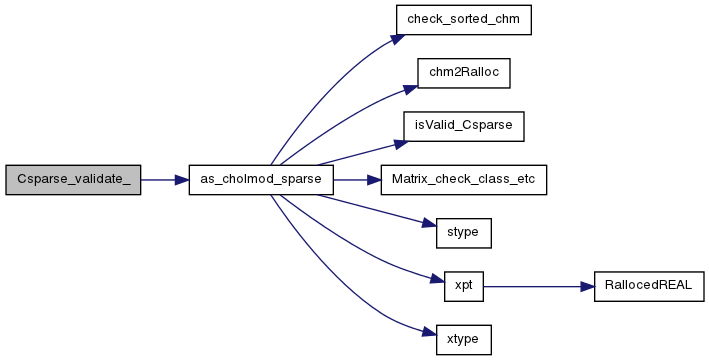 check_sorted_chm
chm2Ralloc
isValid_Csparse
Csparse_validate_
as_cholmod_sparse
Matrix_check_class_etc
stype
xpt
RallocedREAL
xtype